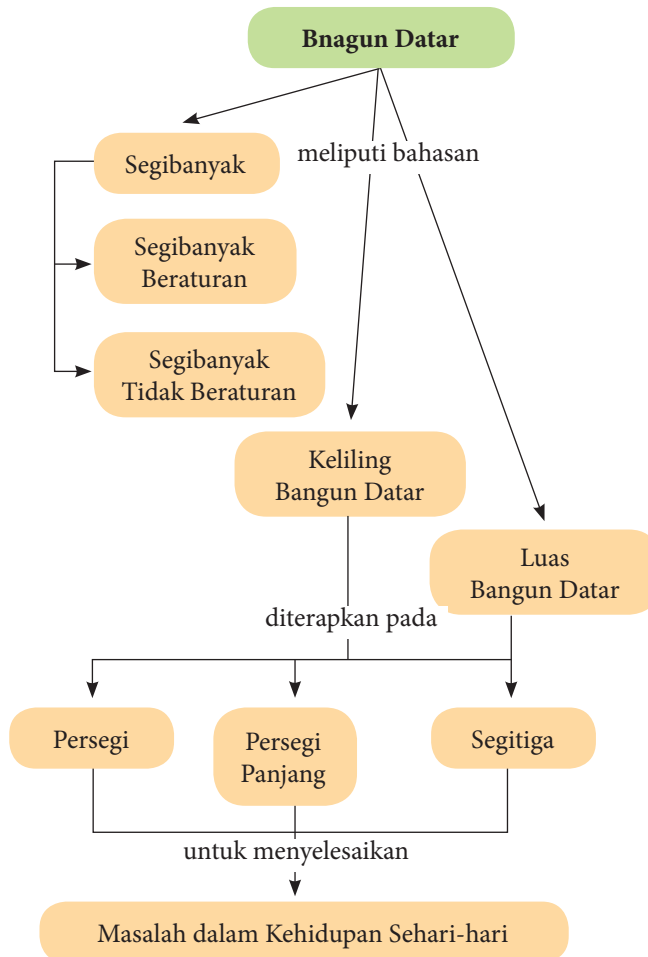 Bnagun Datar
meliputi bahasan
Segibanyak
Segibanyak
Beraturan
Segibanyak
Tidak Beraturan
Keliling
Bangun Datar
Luas
Bangun Datar
diterapkan pada
Persegi
Persegi
Panjang
Segitiga
untuk menyelesaikan
Masalah dalam Kehidupan Sehari-hari